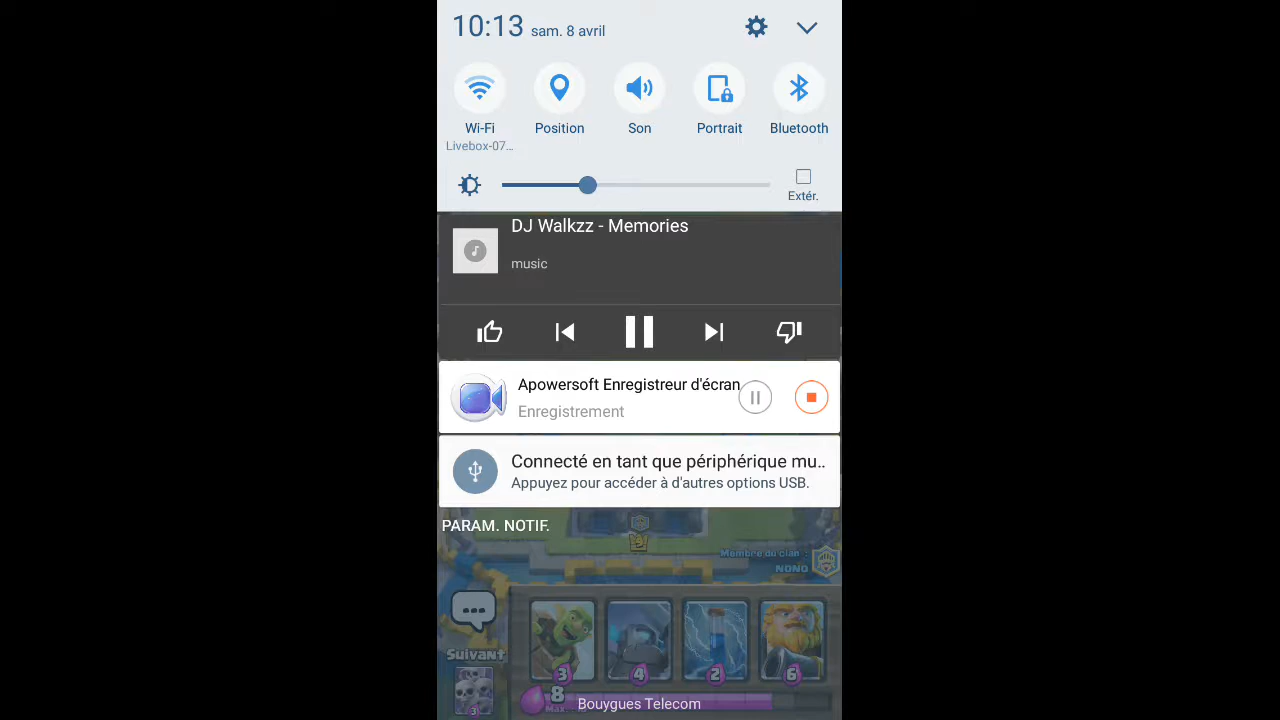 10:13 sam. 8 avril
Wi-Fi Position Son Portrait Bluetooth
Livebox-07...
Extér.
DJ Walkzz - Memories
music
Apowersoft Enregistreur d'écran
Enregistrement
Connecté en tant que périphérique mu..
Appuyez pour accéder à d'autres options USB.
PARAM. NOTIF.
Membre du clan :
NONO
Suivant
3 4 2 6
3
8
Max.
Bouygues Telecom